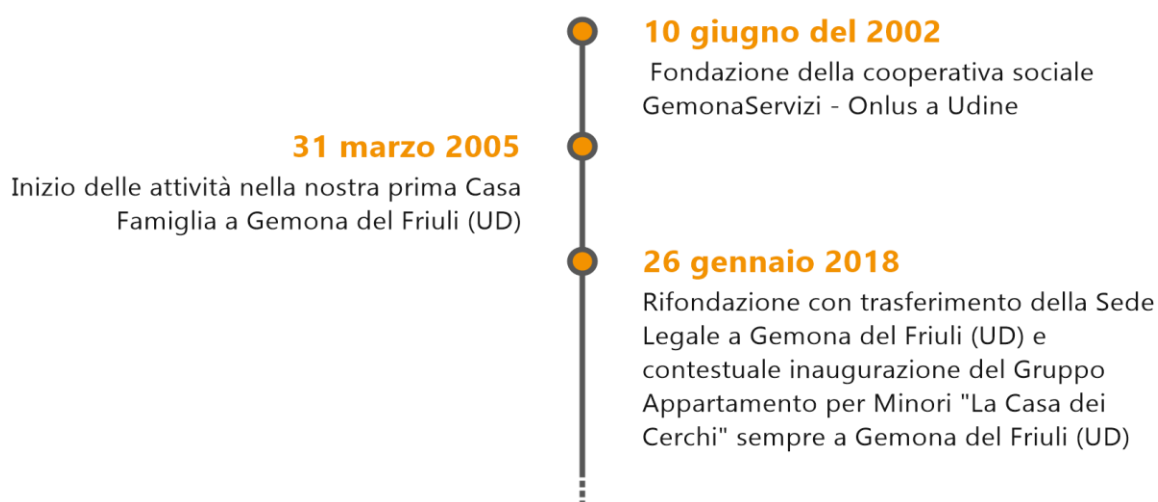 10 giugno del 2002
Fondazione della cooperativa sociale
GemonaServizi - Onlus a Udine
31 marzo 2005
Inizio delle attività nella nostra prima Casa
Famiglia a Gemona del Friuli (UD)
26 gennaio 2018
Rifondazione con trasferimento della Sede
Legale a Gemona del Friuli (UD) e
contestuale inaugurazione del Gruppo
Appartamento per Minori "La Casa dei
Cerchi" sempre a Gemona del Friuli (UD)